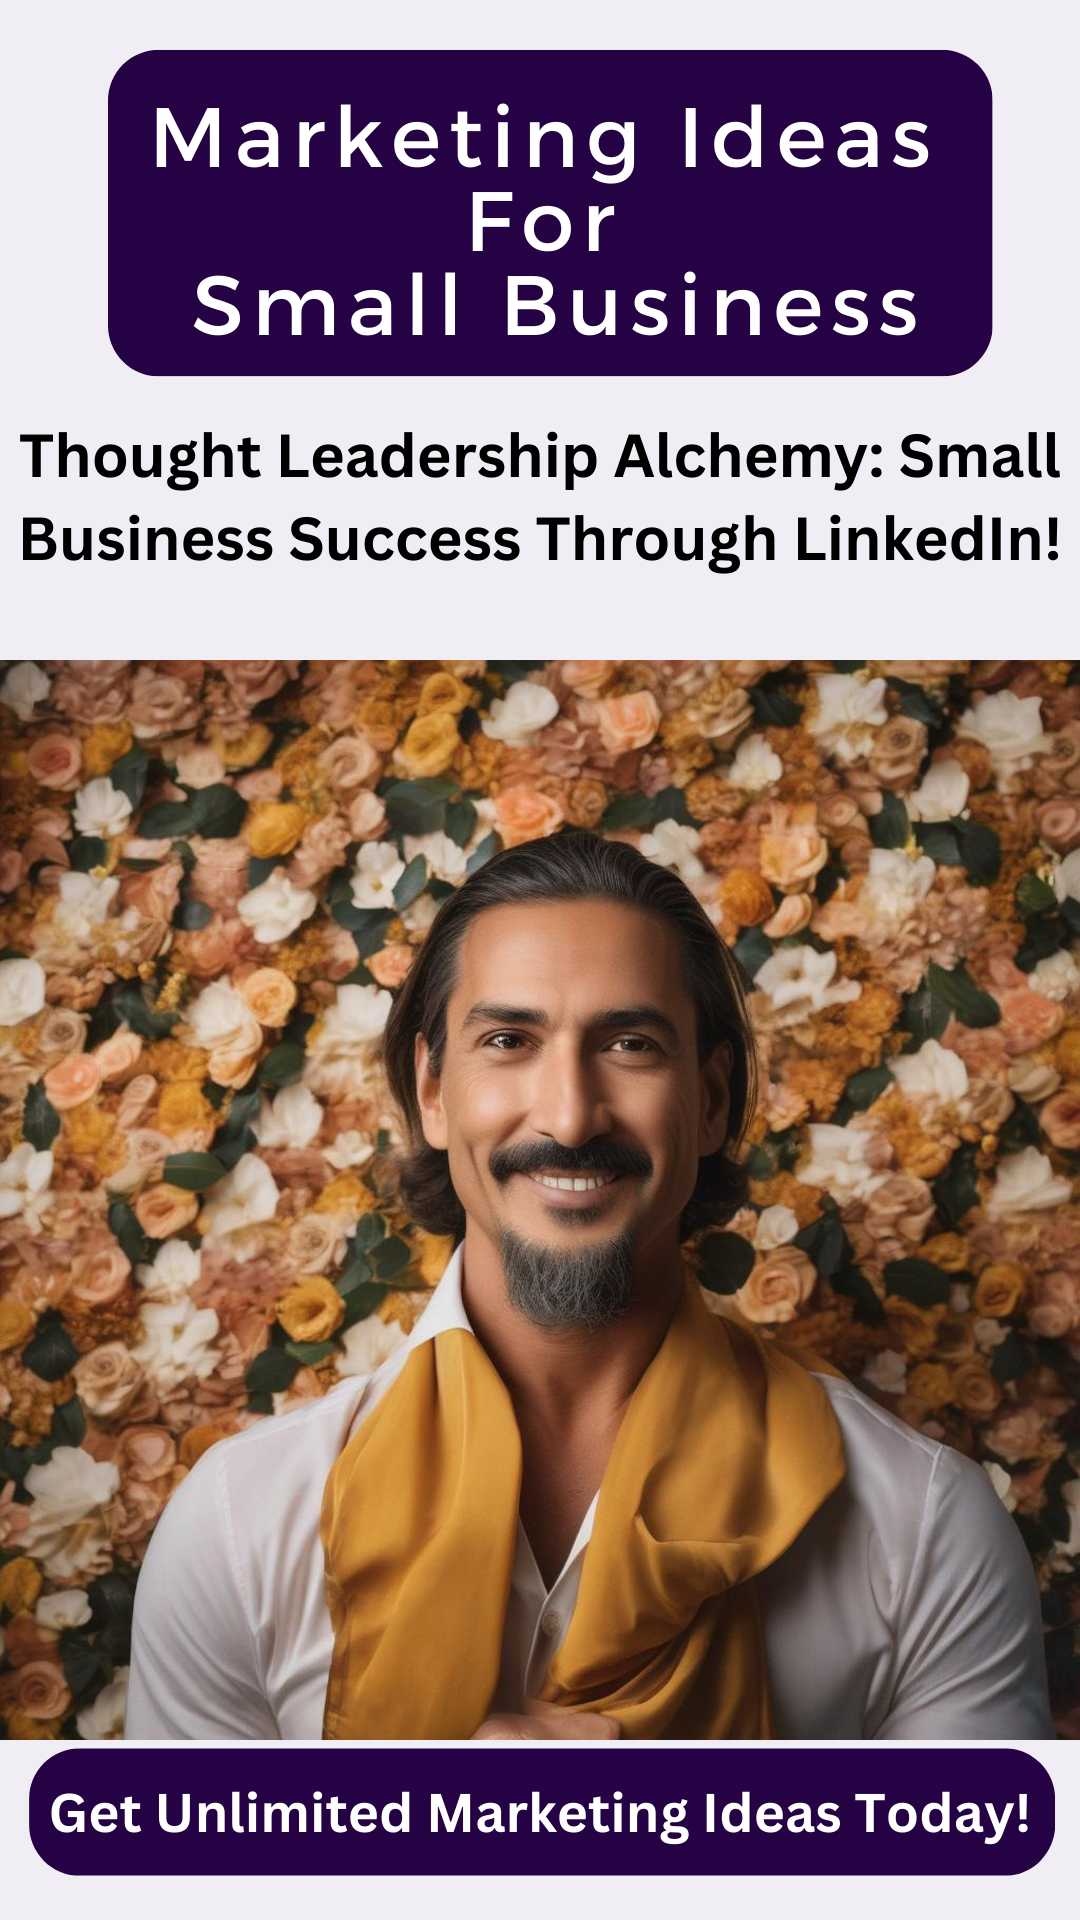 Marketing Ideas
For
Small Business
Thought Leadership Alchemy: Small
Business Success Through LinkedIn!
Get Unlimited Marketing Ideas Today!